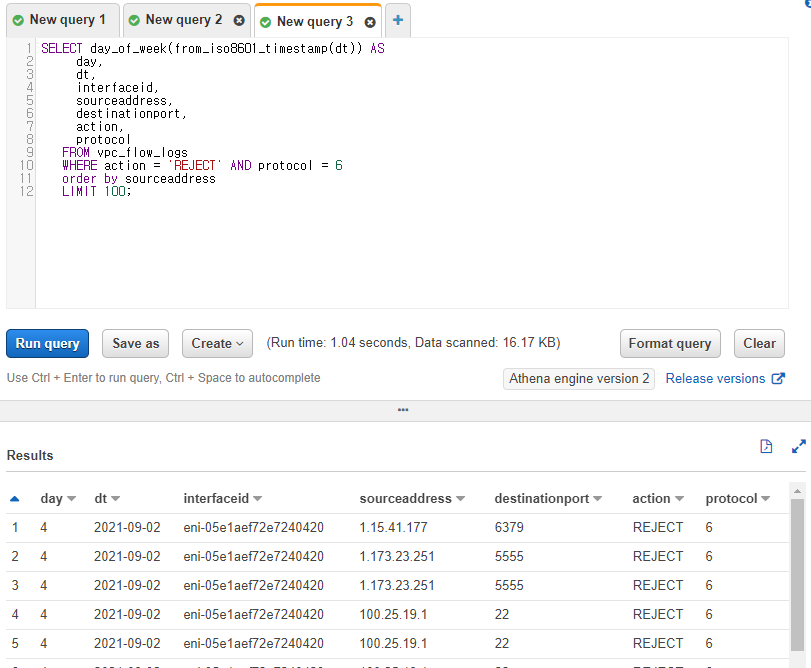 New query 1 New query 2 New query 3 +
1 SELECT day_of_week(from_iso8601_timestamp(dt)) AS
2 day,
3 dt,
4 interfaceid,
5 sourceaddress,
6 destinationport,
7 action,
8 protocol
9 FROM vpc_flow_logs
10 WHERE action = 'REJECT' AND protocol = 6
11 order by sourceaddress
12 LIMIT 100;
Run query Save as Create (Run time: 1.04 seconds, Data scanned: 16.17 KB) Format query Clear
Use Ctrl + Enter to run query, Ctrl + Space to autocomplete Athena engine version 2 Release versions
Results
day dt interfaceid sourceaddress destinationport action protocol
1 4 2021-09-02 eni-05e1aef72e7240420 1.15.41.177 6379 REJECT 6
2 4 2021-09-02 eni-05e1aef72e7240420 1.173.23.251 5555 REJECT 6
3 4 2021-09-02 eni-05e1aef72e7240420 1.173.23.251 5555 REJECT 6
4 4 2021-09-02 eni-05e1aef72e7240420 100.25.19.1 22 REJECT 6
5 4 2021-09-02 eni-05e1aef72e7240420 100.25.19.1 22 REJECT 6